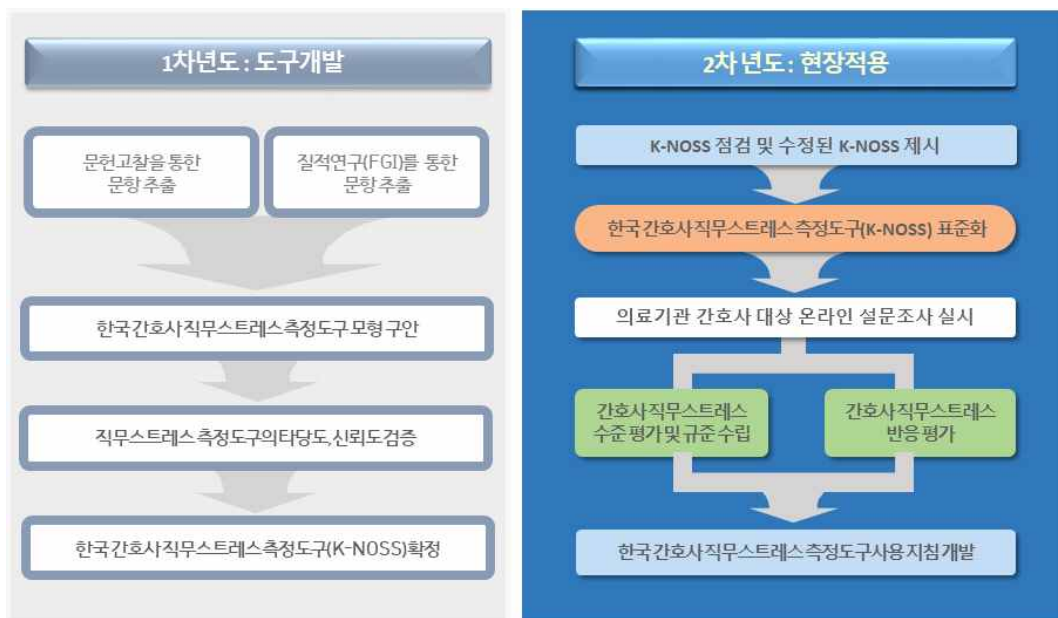 1차년도 : 도구개발
문헌고찰을 통한
문항 추출
질적연구(FGI)를 통한
문항 추출
한국간호사직무스트레스측정도구 모형 구안
직무스트레스 측정도구의 타당도, 신뢰도 검증
한국간호사직무스트레스측정도구(K-NOSS)확정
2차 년도 : 현장적용
K-NOSS 점검 및 수정된 K-NOSS 제시
한국간호사직무스트레스측정도구(K-NOSS) 표준화
의료기관 간호사 대상 온라인 설문조사 실시
간호사직무스트레스
수준 평가 및 규준 수립
간호사직무스트레스
반응 평가
한국간호사직무스트레스측정도구사용지침개발